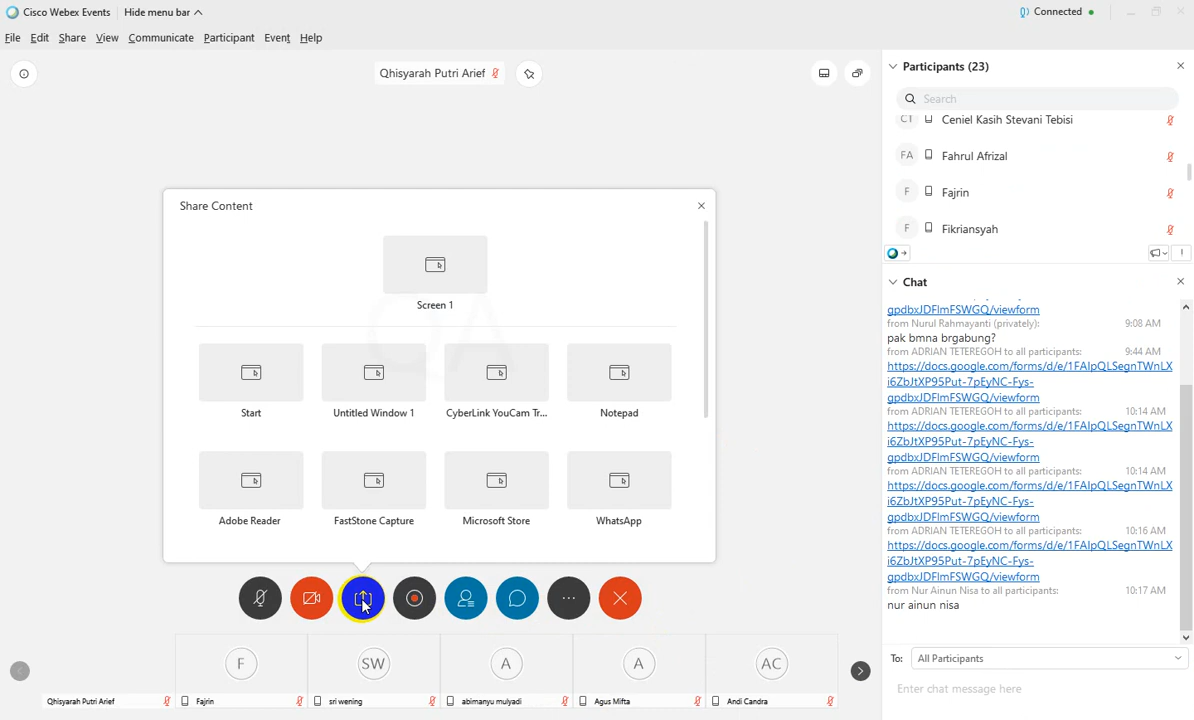 Cisco Webex Events Hide menu bar Connected
File Edit Share View Communicate Participant Event Help
Qhisyarah Putri Arief
Share Content
Screen 1
QA
Start Untitled Window 1 CyberLink YouCam Tr... Notepad
Adobe Reader FastStone Capture Microsoft Store WhatsApp
F SW A A AC
Qhisyarah Putri Arief Fajrin sri wening abimanyu mulyadi Agus Mifta Andi Candra
Participants (23)
Search
CT Ceniel Kasih Stevani Tebisi
FA Fahrul Afrizal
F Fajrin
F Fikriansyah
Chat
gpdbxJDFlmFSWGQ/viewform
from Nurul Rahmayanti (privately): 9:08 AM
pak bmna brgabung?
from ADRIAN TETEREGOH to all participants: 9:44 AM
https://docs.google.com/forms/d/e/1FAIpQLSegnTWnLX
i6ZbJtXP95Put-7pEyNC-Fys-
gpdbxJDFlmFSWGQ/viewform
from ADRIAN TETEREGOH to all participants: 10:14 AM
https://docs.google.com/forms/d/e/1FAIpQLSegnTWnLX
i6ZbJtXP95Put-7pEyNC-Fys-
gpdbxJDFlmFSWGQ/viewform
from ADRIAN TETEREGOH to all participants: 10:14 AM
https://docs.google.com/forms/d/e/1FAIpQLSegnTWnLX
i6ZbJtXP95Put-7pEyNC-Fys-
gpdbxJDFlmFSWGQ/viewform
from ADRIAN TETEREGOH to all participants: 10:16 AM
https://docs.google.com/forms/d/e/1FAIpQLSegnTWnLX
i6ZbJtXP95Put-7pEyNC-Fys-
gpdbxJDFlmFSWGQ/viewform
from Nur Ainun Nisa to all participants: 10:17 AM
nur ainun nisa
To: All Participants
Enter chat message here